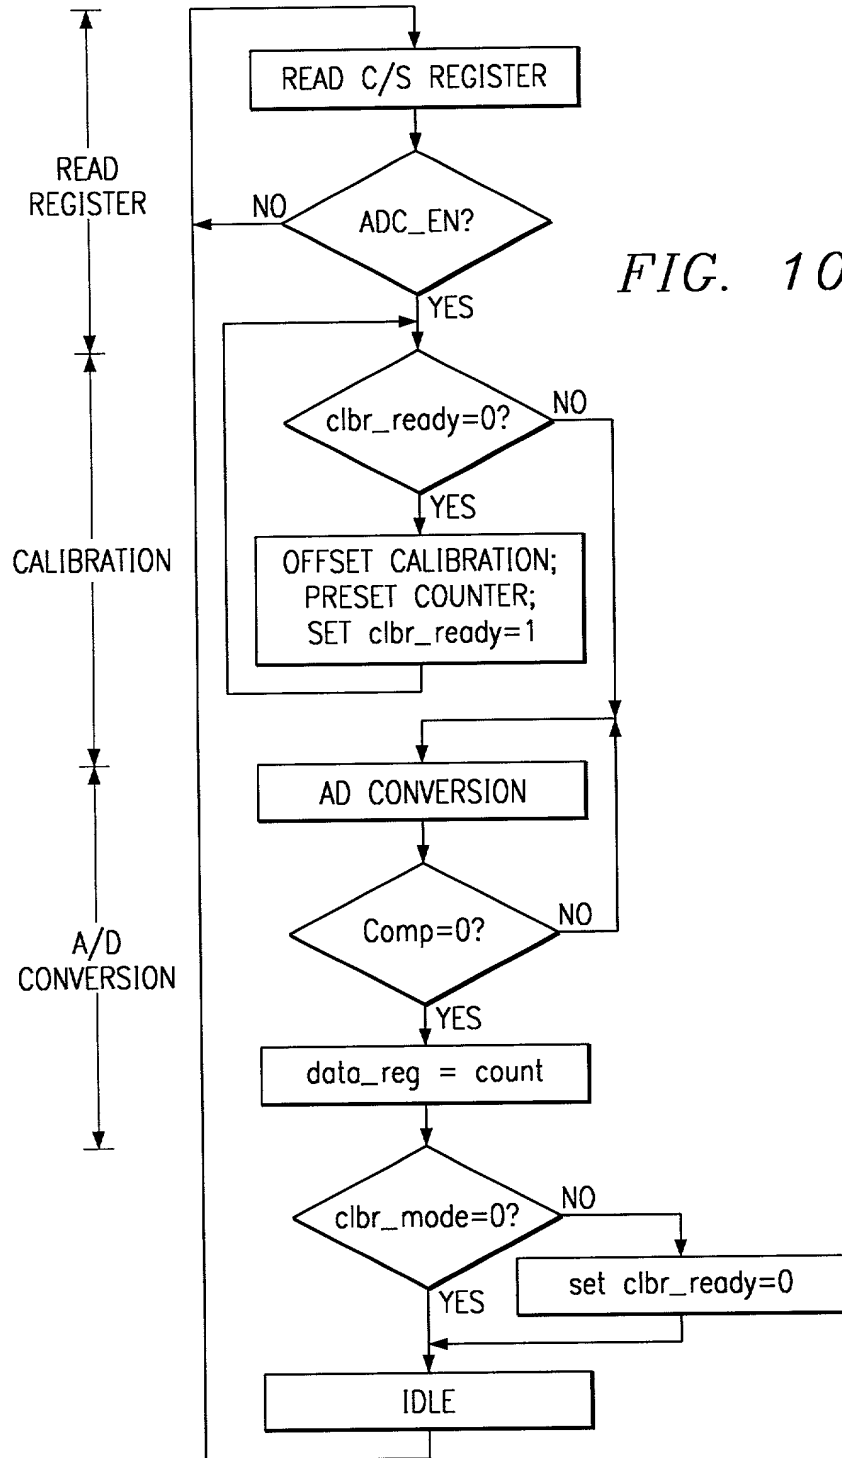 READ C/S REGISTER
READ
REGISTER
NO
ADC_EN?
FIG. 10
YES
clbr_ready=0?
NO
YES
CALIBRATION
OFFSET CALIBRATION;
PRESET COUNTER;
SET clbr_ready=1
AD CONVERSION
A/D
CONVERSION
Comp=0?
NO
YES
data_reg = count
clbr_mode=0?
NO
set clbr_ready=0
YES
IDLE